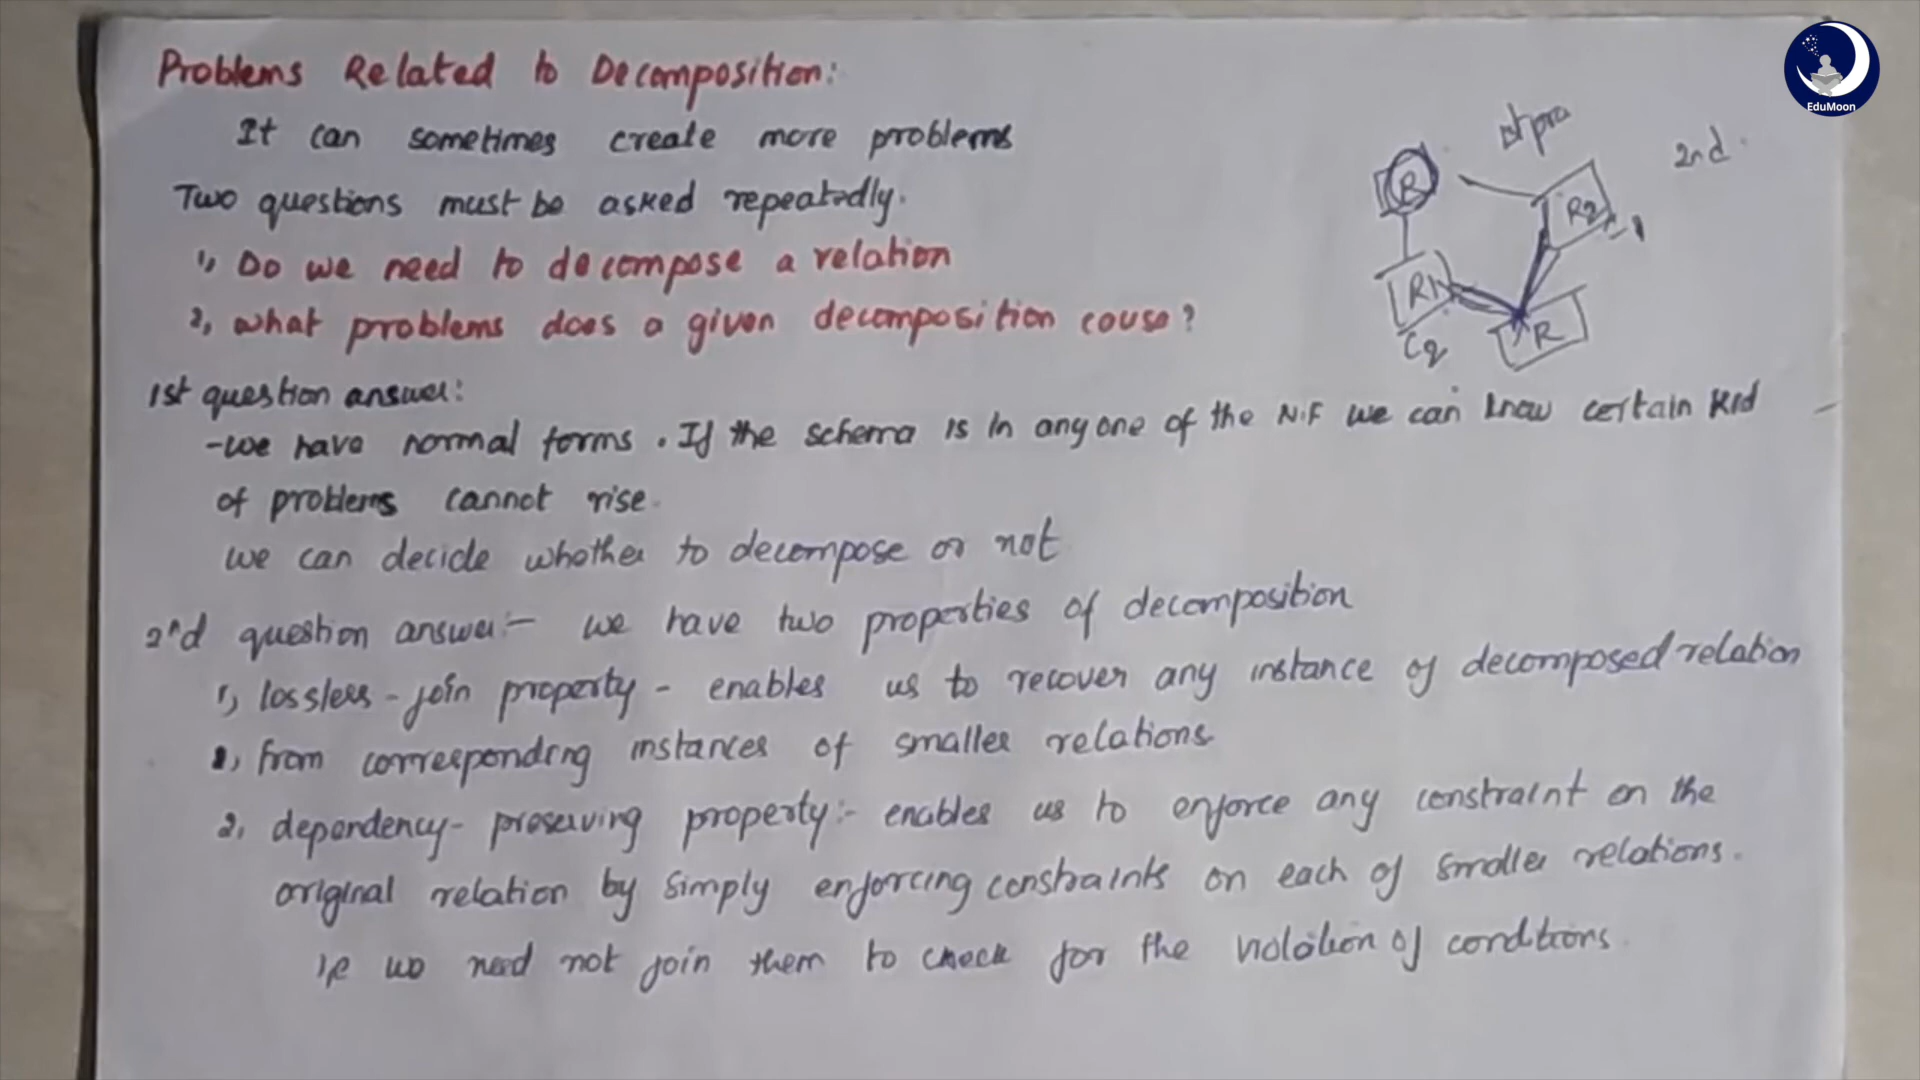 Problems Related to Decomposition:
It can sometimes create more problems
Two questions must be asked repeatedly.
1, Do we need to decompose a relation
2, what problems does a given decomposition couse?
1st question answer:
-we have normal forms. If the schema is in any one of the N.F we can know certain kid
of problems cannot rise.
we can decide whether to decompose or not
2nd question answer:- we have two properties of decomposition
1, lossless-join property - enables us to recover any instance of decomposed relation
1, from corresponding instances of smaller relations
2, dependency-preserving property:- enables us to enforce any constraint on the
original relation by simply enforcing constraints on each of smaller relations.
ie we need not join them to check for the violation of conditions.
2nd.
R
R2
R1
R
EduMoon